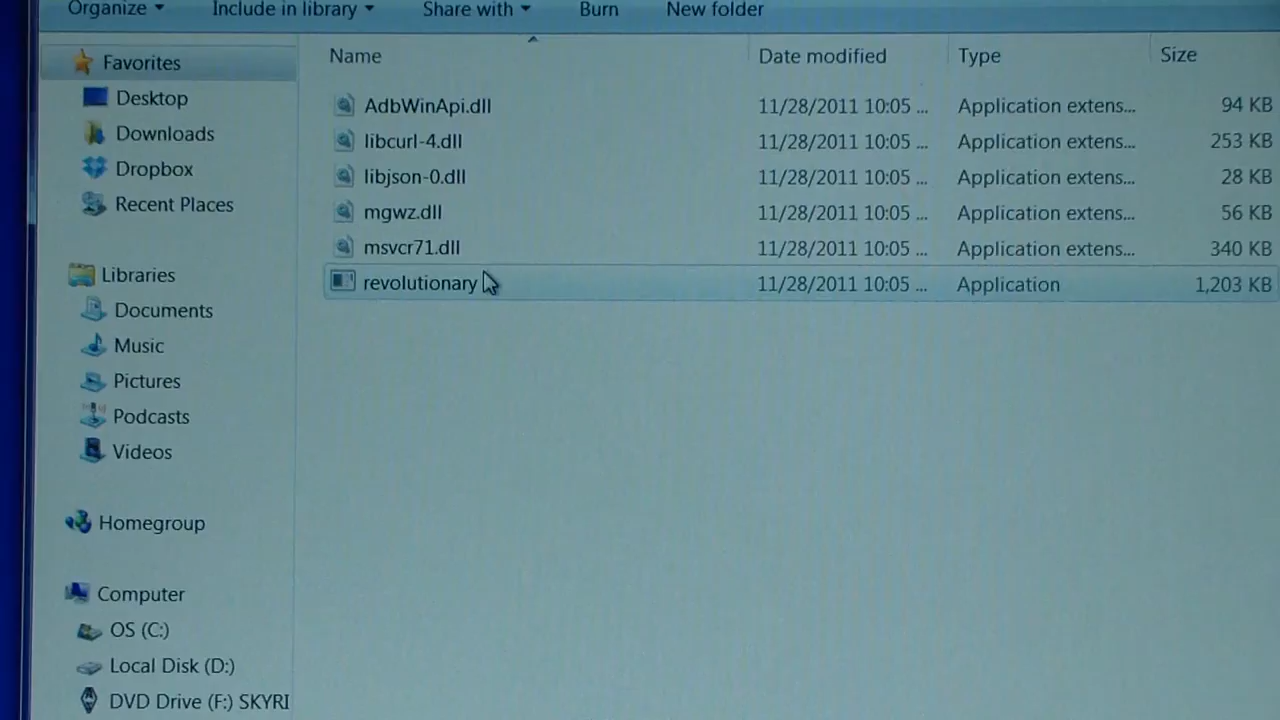 Organize Include in library Share with Burn New folder
Name Date modified Type Size
Favorites
Desktop
Downloads
Dropbox
Recent Places
Libraries
Documents
Music
Pictures
Podcasts
Videos
Homegroup
Computer
OS (C:)
Local Disk (D:)
DVD Drive (F:) SKYRI
AdbWinApi.dll 11/28/2011 10:05 ... Application extens... 94 KB
libcurl-4.dll 11/28/2011 10:05 ... Application extens... 253 KB
libjson-0.dll 11/28/2011 10:05 ... Application extens... 28 KB
mgwz.dll 11/28/2011 10:05 ... Application extens... 56 KB
msvcr71.dll 11/28/2011 10:05 ... Application extens... 340 KB
revolutionary 11/28/2011 10:05 ... Application 1,203 KB